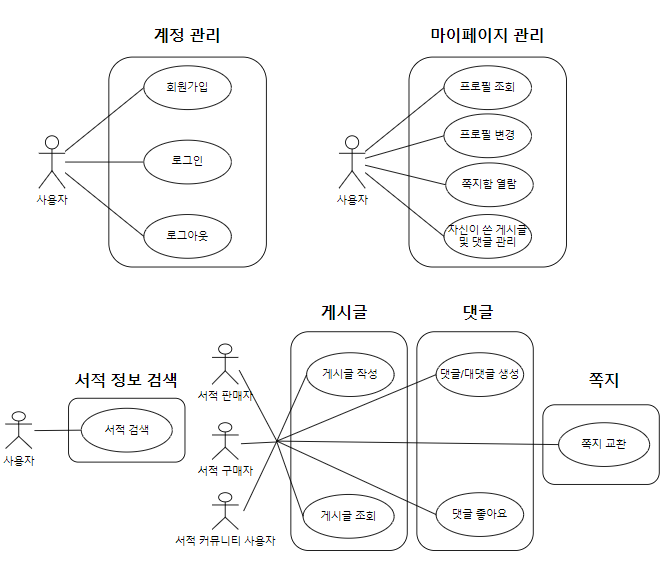 계정 관리
회원가입
로그인
로그아웃
사용자
마이페이지 관리
프로필 조회
프로필 변경
쪽지함 열람
자신이 쓴 게시글
및 댓글 관리
사용자
서적 정보 검색
서적 검색
사용자
서적 판매자
서적 구매자
서적 커뮤니티 사용자
게시글
게시글 작성
게시글 조회
댓글
댓글/대댓글 생성
댓글 좋아요
쪽지
쪽지 교환